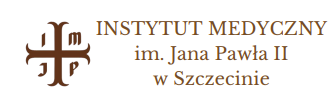 I M
J P
INSTYTUT MEDYCZNY
im. Jana Pawła II
w Szczecinie